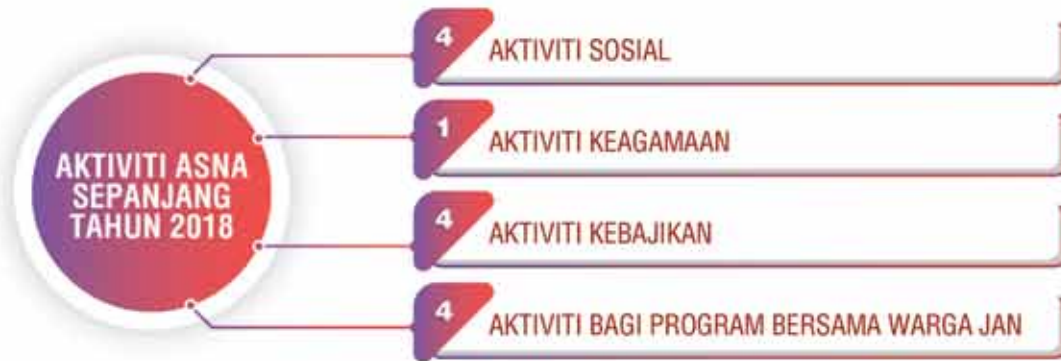 AKTIVITI ASNA
SEPANJANG
TAHUN 2018
4
AKTIVITI SOSIAL
1
AKTIVITI KEAGAMAAN
4
AKTIVITI KEBAJIKAN
4
AKTIVITI BAGI PROGRAM BERSAMA WARGA JAN